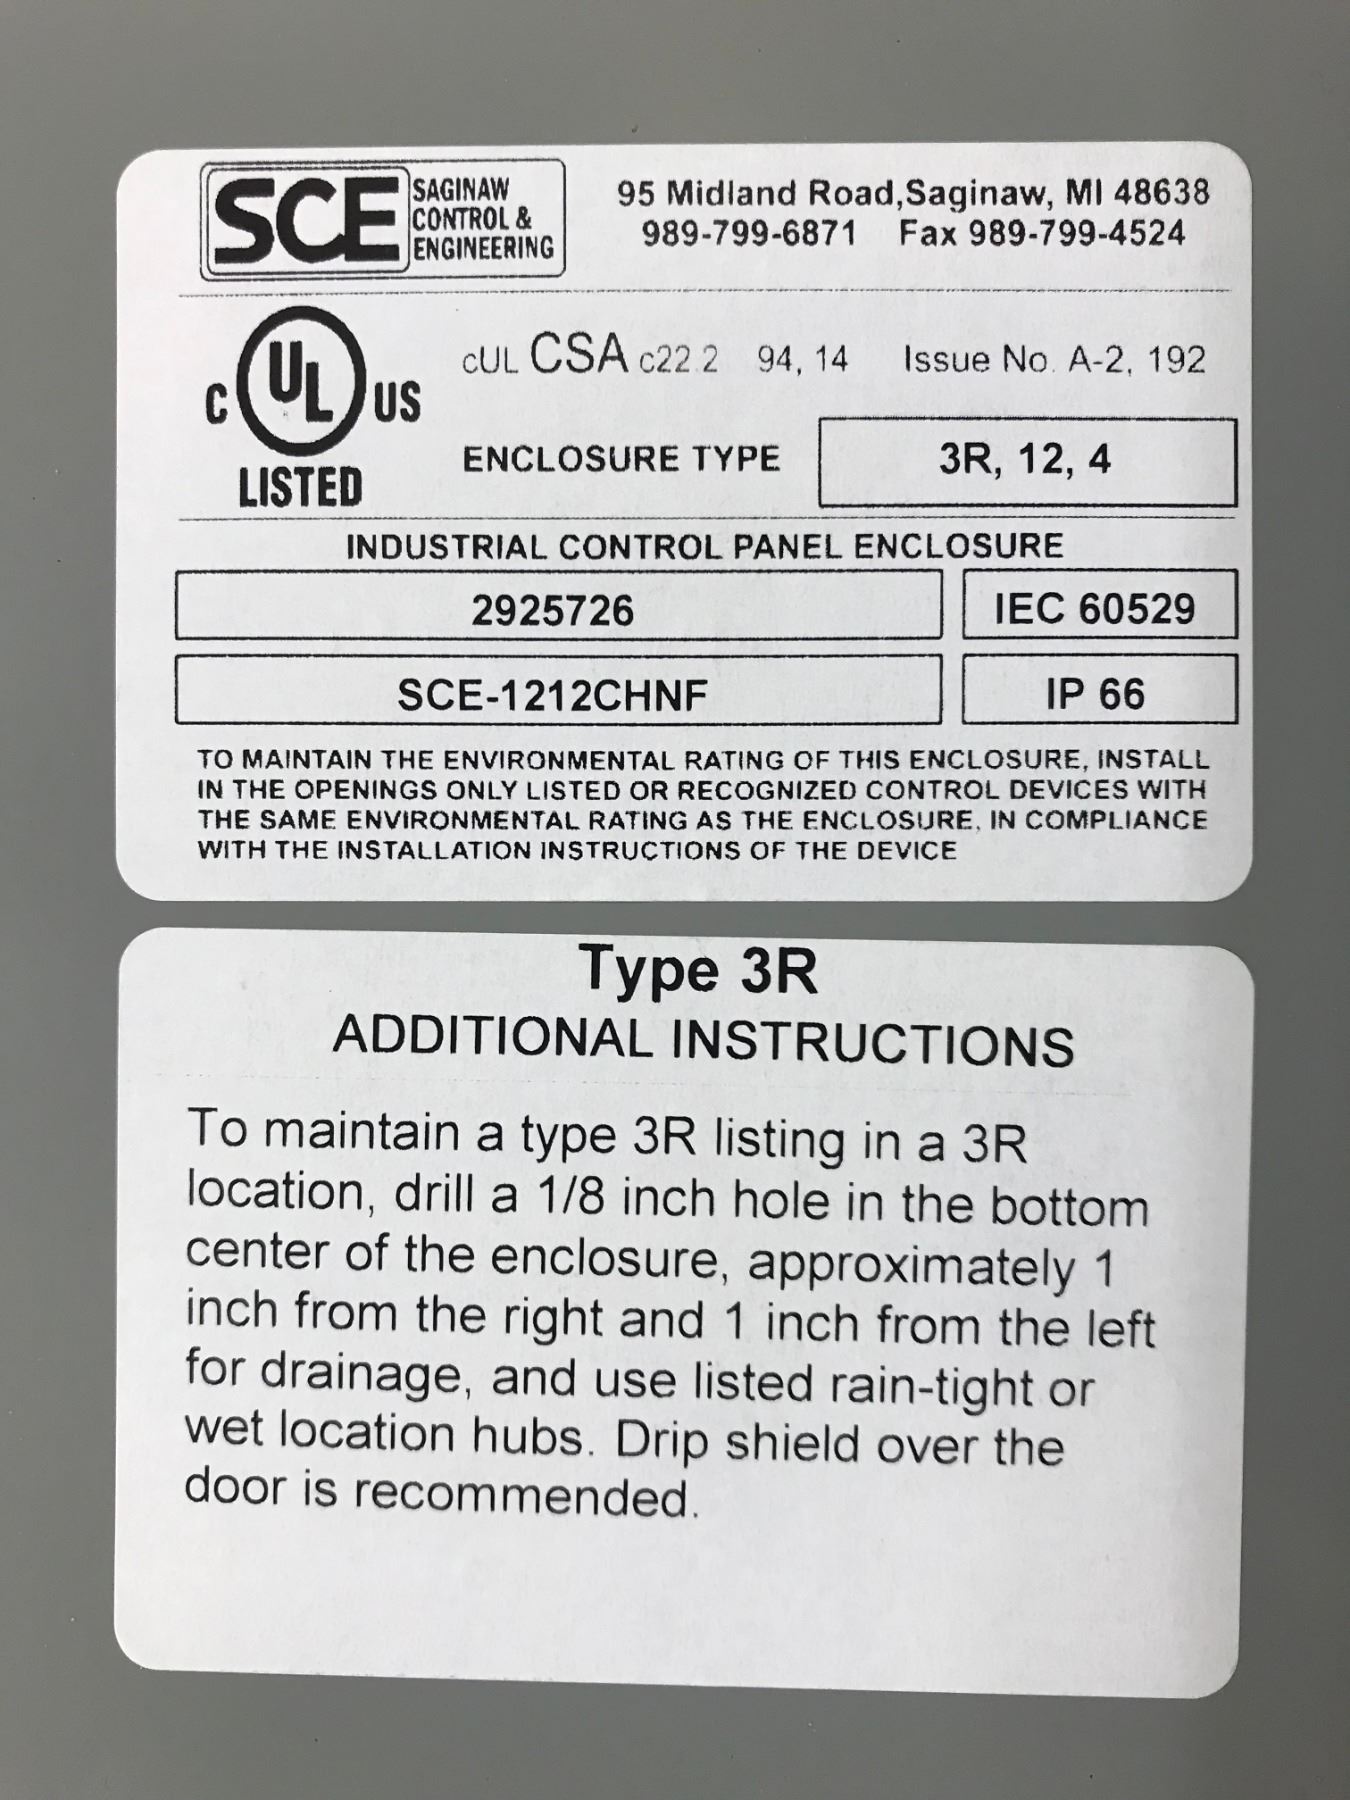 SCE SAGINAW CONTROL & ENGINEERING
95 Midland Road,Saginaw, MI 48638
989-799-6871 Fax 989-799-4524
C UL US
LISTED
cUL CSA c22.2 94, 14 Issue No. A-2, 192
ENCLOSURE TYPE 3R, 12, 4
INDUSTRIAL CONTROL PANEL ENCLOSURE
2925726 IEC 60529
SCE-1212CHNF IP 66
TO MAINTAIN THE ENVIRONMENTAL RATING OF THIS ENCLOSURE, INSTALL
IN THE OPENINGS ONLY LISTED OR RECOGNIZED CONTROL DEVICES WITH
THE SAME ENVIRONMENTAL RATING AS THE ENCLOSURE, IN COMPLIANCE
WITH THE INSTALLATION INSTRUCTIONS OF THE DEVICE
Type 3R
ADDITIONAL INSTRUCTIONS
To maintain a type 3R listing in a 3R
location, drill a 1/8 inch hole in the bottom
center of the enclosure, approximately 1
inch from the right and 1 inch from the left
for drainage, and use listed rain-tight or
wet location hubs. Drip shield over the
door is recommended.